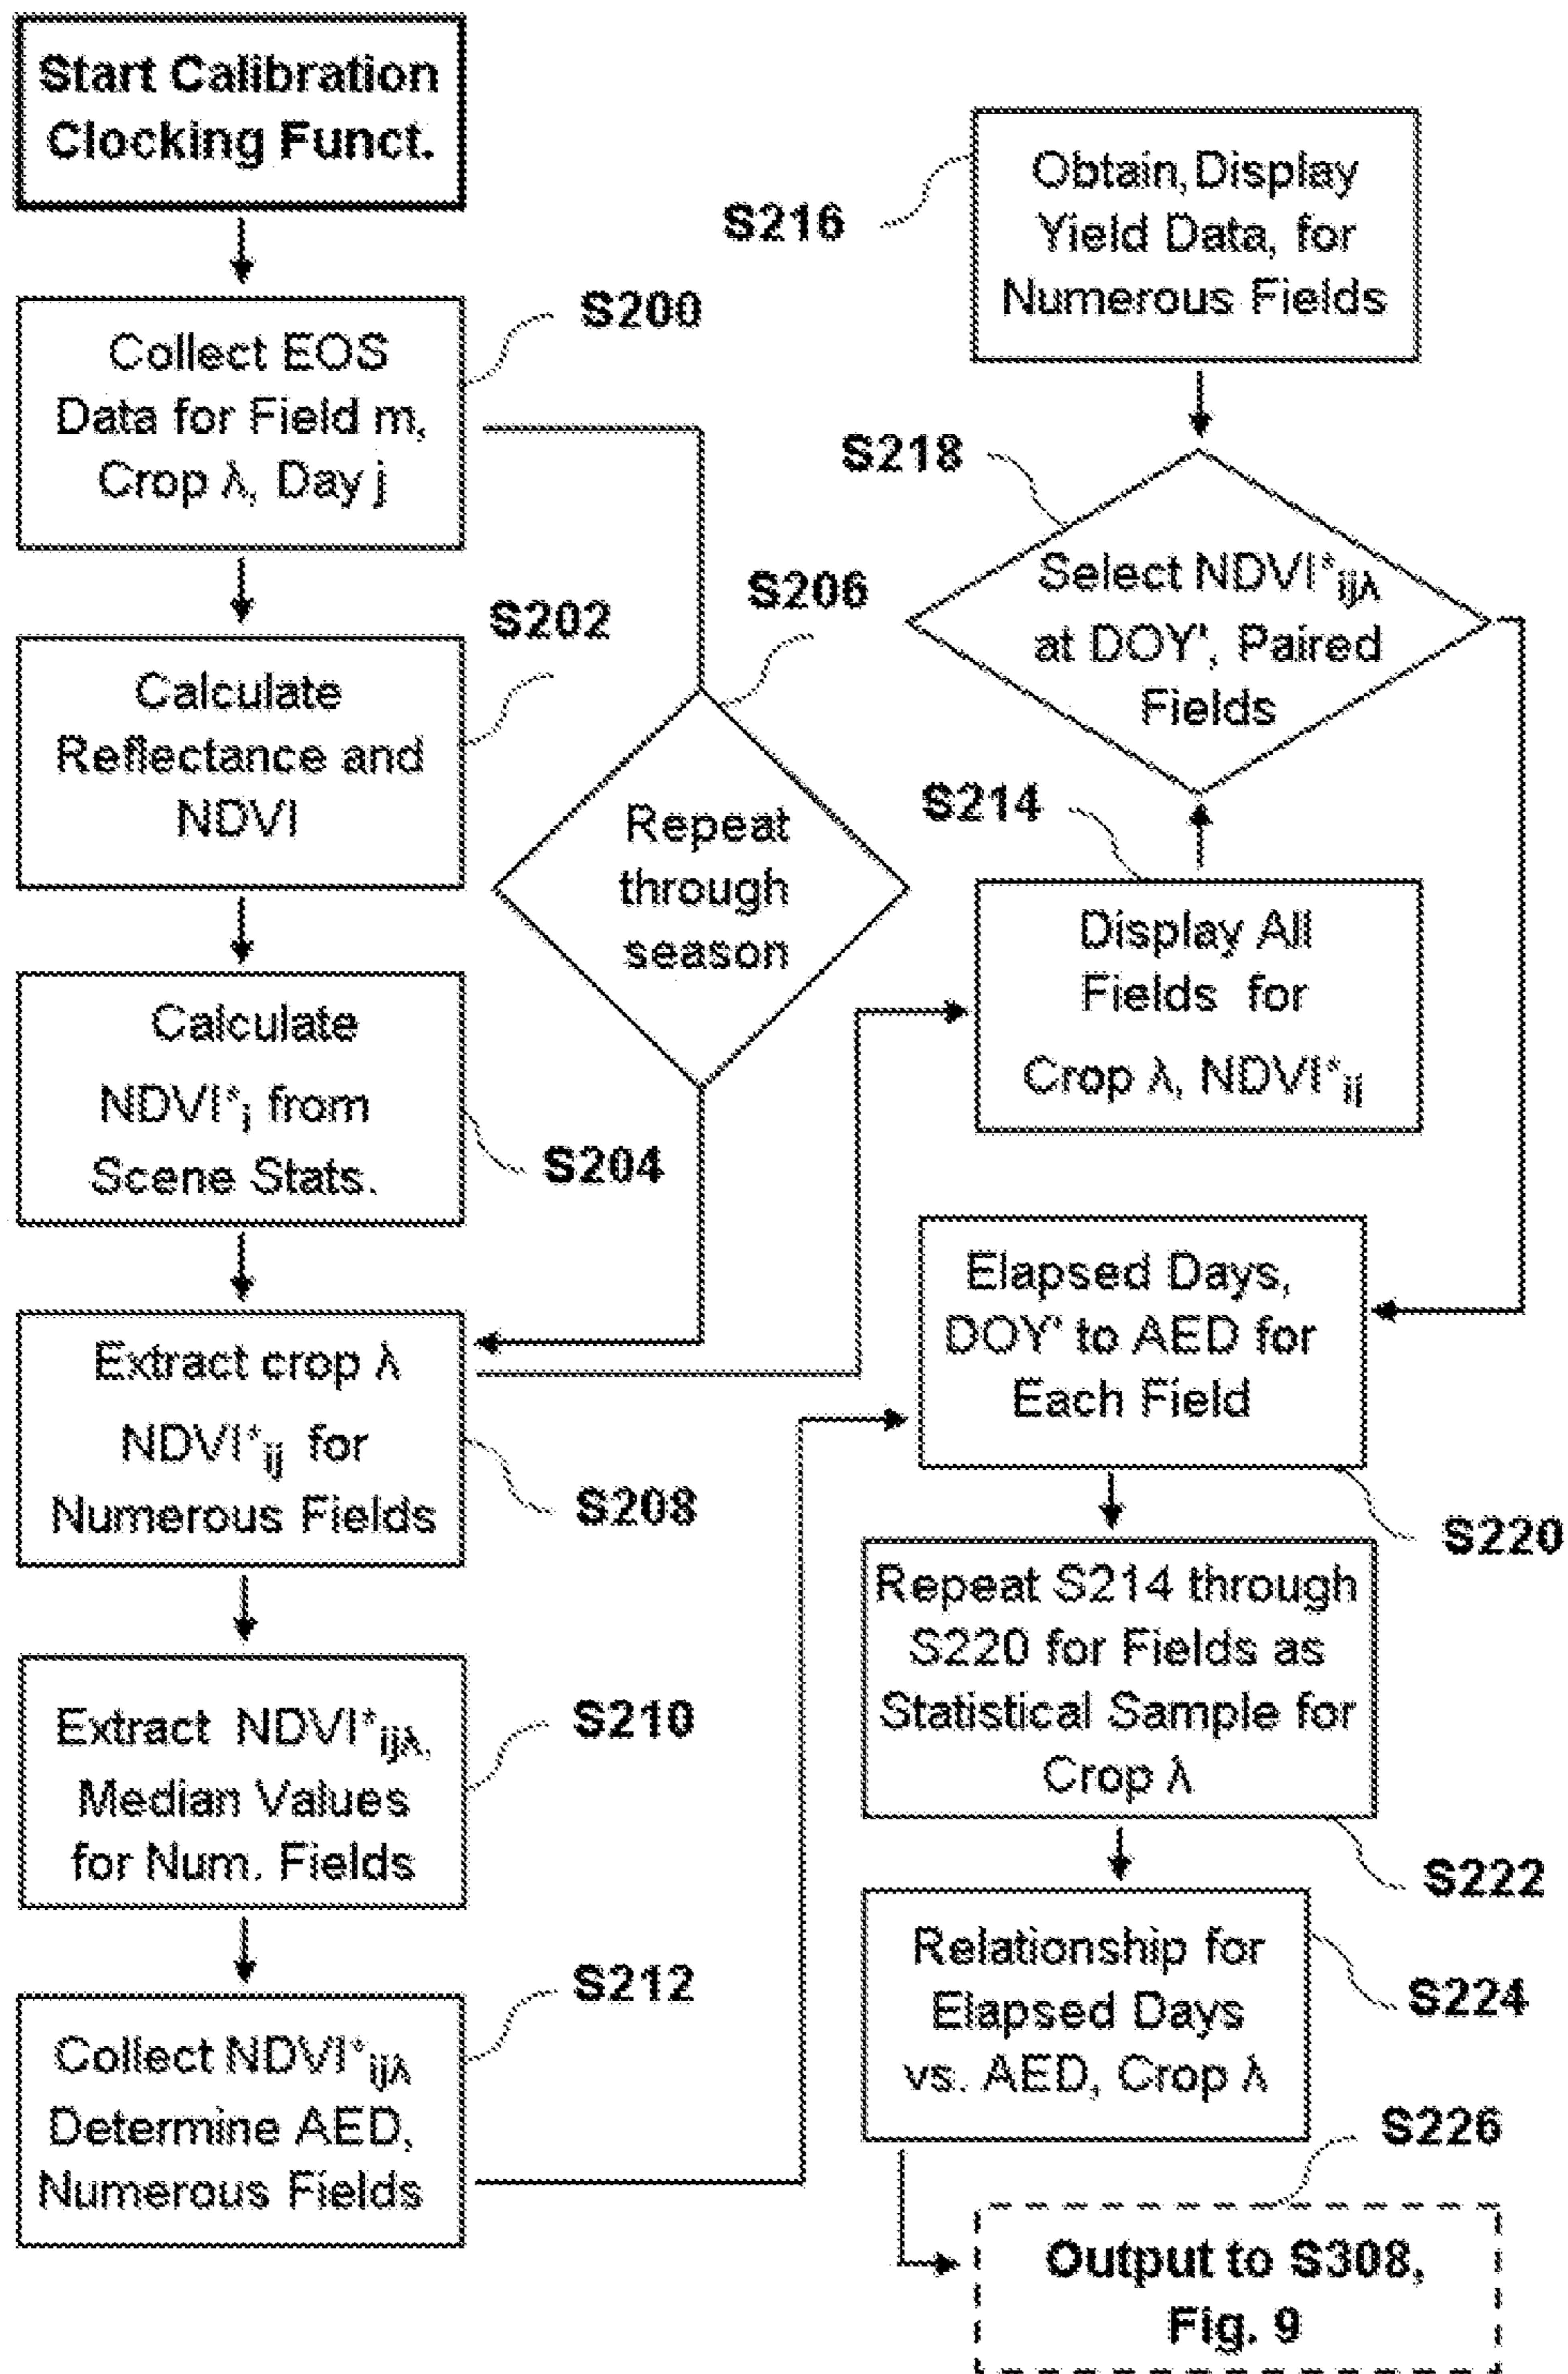 Start Calibration
Clocking Funct.
S200
Collect EOS
Data for Field m,
Crop λ, Day j
S202
Calculate
Reflectance and
NDVI
S204
Calculate
NDVI*i from
Scene Stats.
S206
Repeat
through
season
S208
Extract crop λ
NDVI*ij for
Numerous Fields
S210
Extract NDVI*ijλ,
Median Values
for Num. Fields
S212
Collect NDVI*ijλ
Determine AED,
Numerous Fields
S216
Obtain, Display
Yield Data, for
Numerous Fields
S218
Select NDVI*ijλ
at DOY', Paired
Fields
S214
Display All
Fields for
Crop λ, NDVI*ij
Elapsed Days,
DOY' to AED for
Each Field
S220
Repeat S214 through
S220 for Fields as
Statistical Sample for
Crop λ
S222
Relationship for
Elapsed Days
vs. AED, Crop λ
S224
S226
Output to S308,
Fig. 9